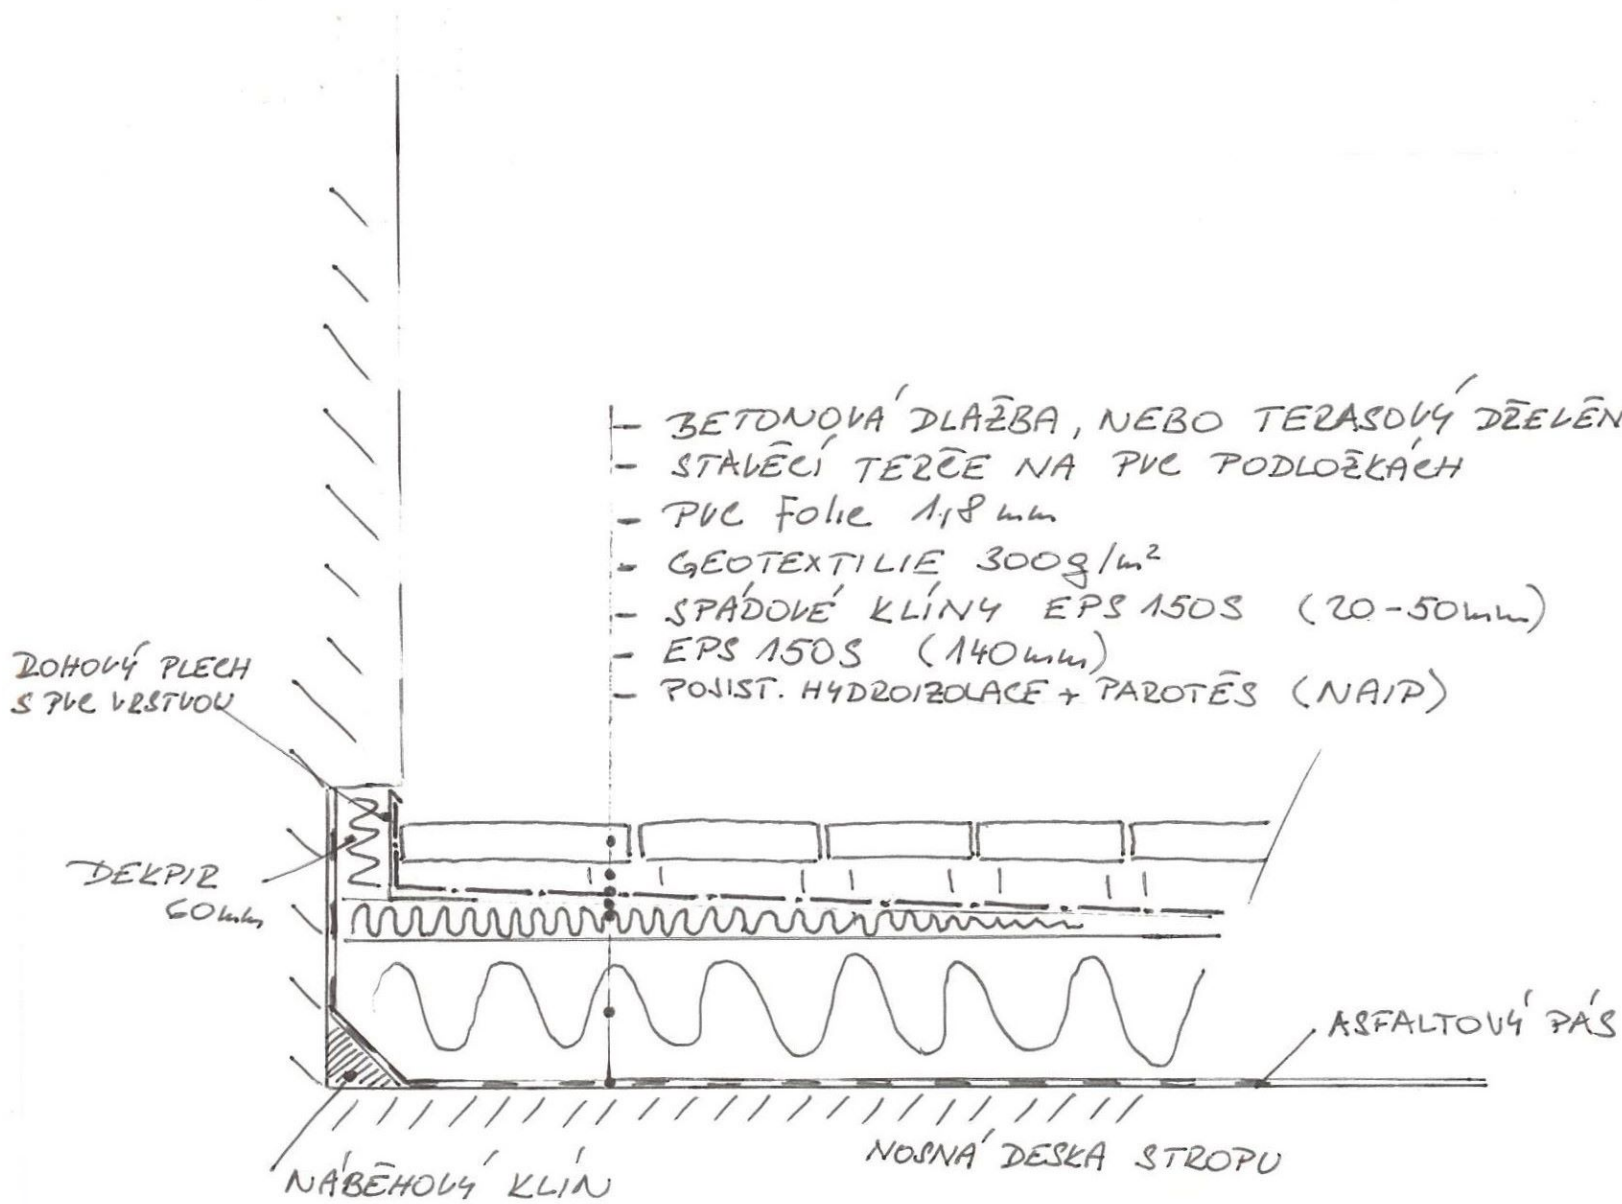 BETONOVÁ DLAŽBA, NEBO TERASOVÝ DŽEVĚN
STAVĚCÍ TERČE NA PVC PODLOŽKÁCH
PVC Folie 1,8 mm
GEOTEXTILIE 300g/m²
SPÁDOVÉ KLÍNY EPS 150S (20-50mm)
EPS 150S (140mm)
POJIST. HYDROIZOLACE + PAROTĚS (NAIP)
ROHOVÝ PLECH
S PVC VRSTVOU
DEKPIR
60mm
ASFALTOVÝ PÁS
NOSNÁ DESKA STROPU
NÁBĚHOVÝ KLÍN